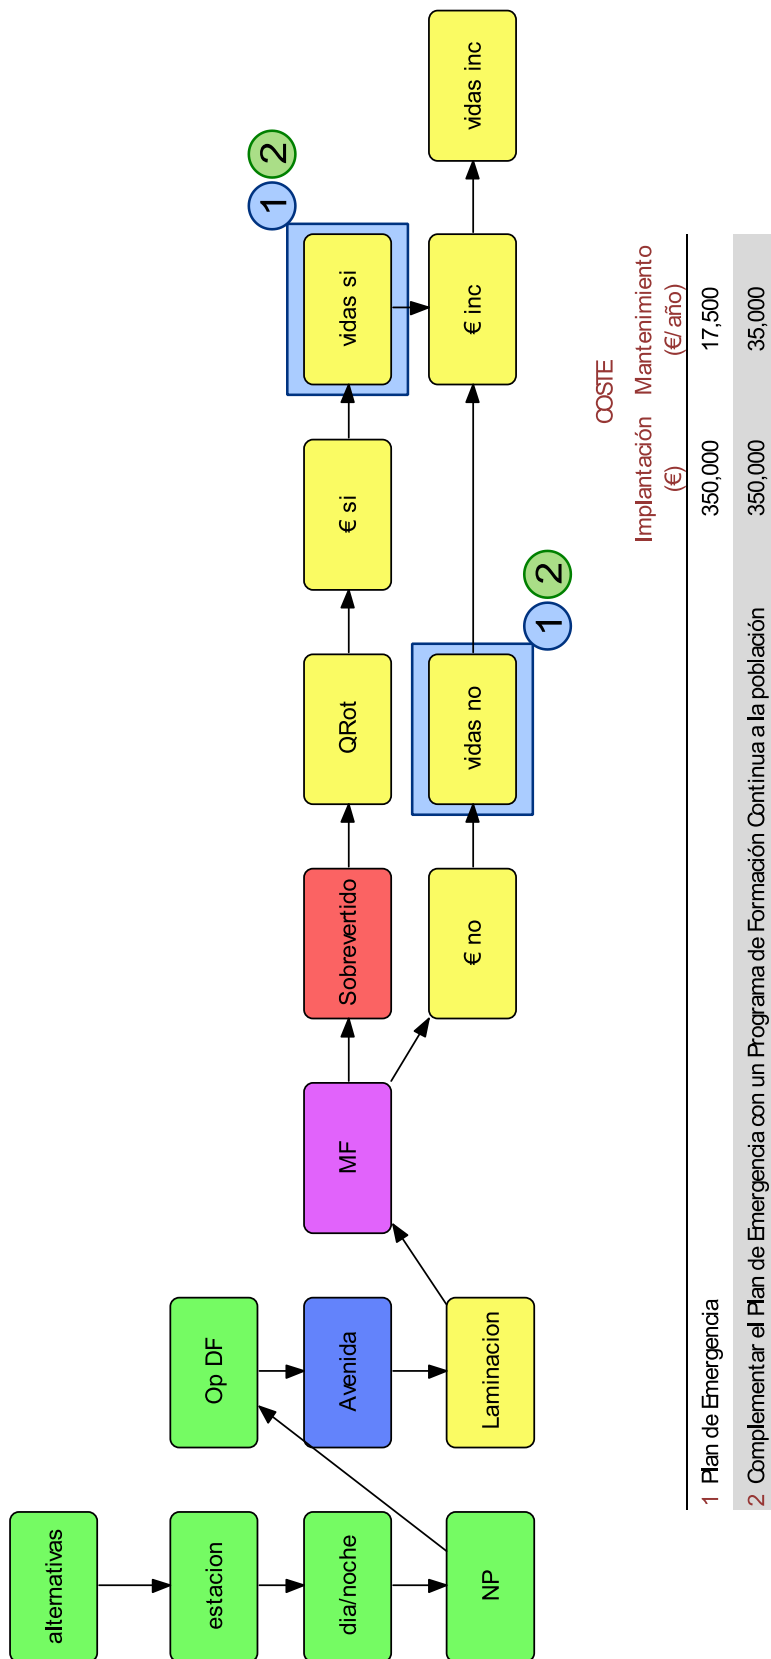 alternativas
estacion
dia/noche
NP
Op DF
Avenida
Laminacion
MF
Sobrevertido
€ no
QRot
vidas no
1 2
€ si
vidas si
1 2
€ inc
vidas inc
COSTE
Implantación Mantenimiento
(€) (€/año)
1 Plan de Emergencia 350,000 17,500
2 Complementar el Plan de Emergencia con un Programa de Formación Continua a la población 350,000 35,000